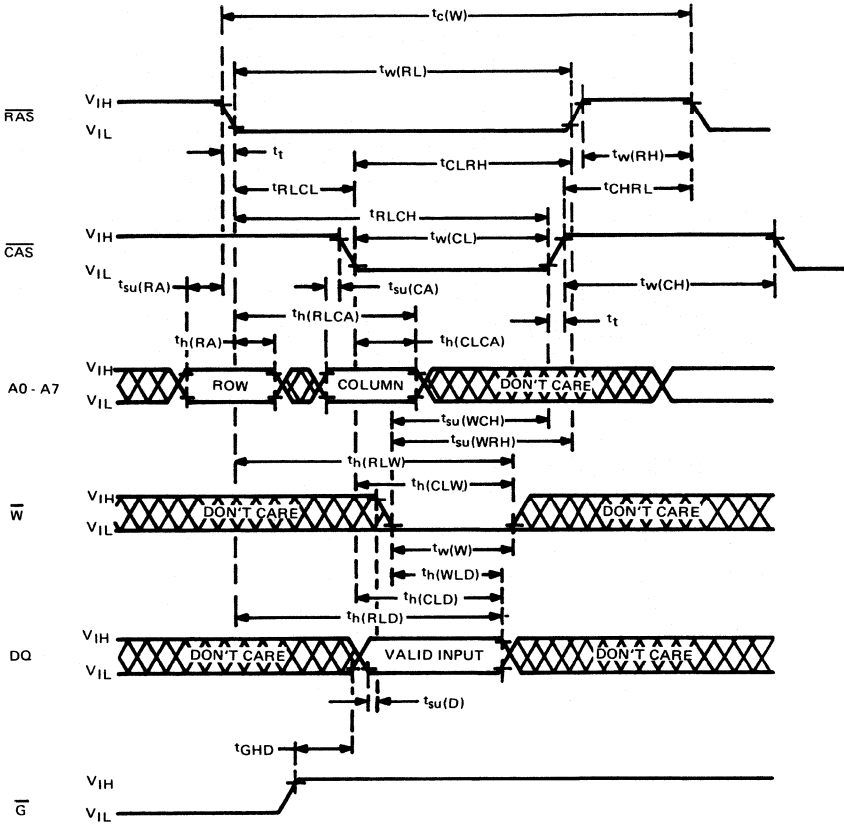 tc(W)
tw(RL)
RAS
VIH
VIL
tt
tCLRH
tw(RH)
tRLCL
tCHRL
tRLCH
CAS
VIH
VIL
tw(CL)
tsu(RA)
tsu(CA)
tw(CH)
th(RLCA)
th(RA)
th(CLCA)
tt
A0 - A7
VIH
VIL
ROW
COLUMN
DON'T CARE
tsu(WCH)
tsu(WRH)
th(RLW)
th(CLW)
W
VIH
VIL
DON'T CARE
DON'T CARE
tw(W)
th(WLD)
th(CLD)
th(RLD)
DQ
VIH
VIL
DON'T CARE
VALID INPUT
DON'T CARE
tsu(D)
tGHD
G
VIH
VIL